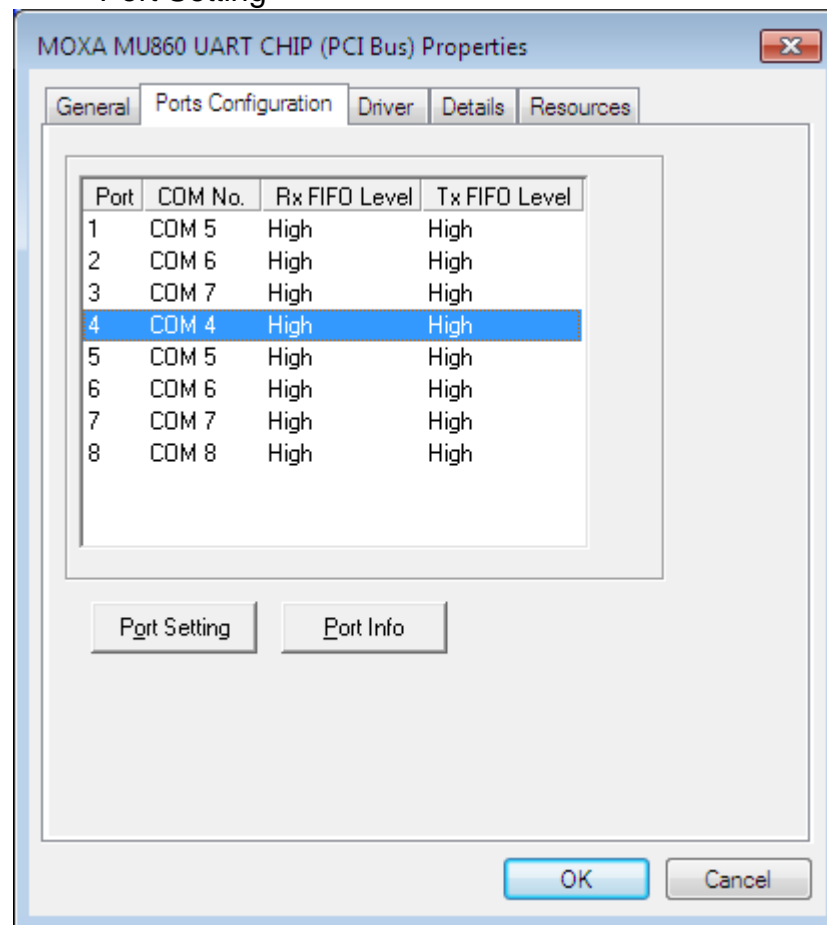 Port Setting
MOXA MU860 UART CHIP (PCI Bus) Properties
General Ports Configuration Driver Details Resources
Port COM No. Rx FIFO Level Tx FIFO Level
1 COM 5 High High
2 COM 6 High High
3 COM 7 High High
4 COM 4 High High
5 COM 5 High High
6 COM 6 High High
7 COM 7 High High
8 COM 8 High High
Port Setting Port Info
OK Cancel